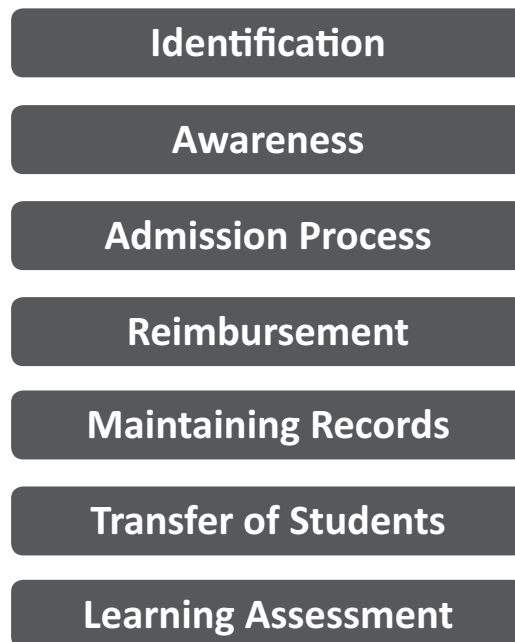 Identification
Awareness
Admission Process
Reimbursement
Maintaining Records
Transfer of Students
Learning Assessment